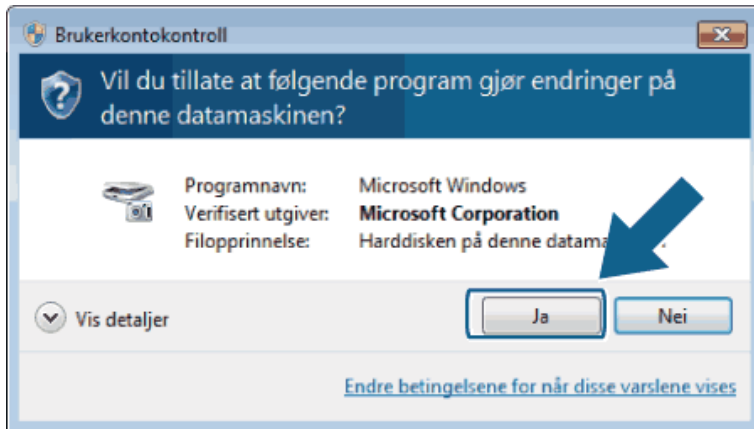 Brukerkontokontroll
Vil du tillate at følgende program gjør endringer på
denne datamaskinen?
Programnavn: Microsoft Windows
Verifisert utgiver: Microsoft Corporation
Filopprinnelse: Harddisken på denne
Vis detaljer
Ja Nei
Endre betingelsene for når disse varslene vises